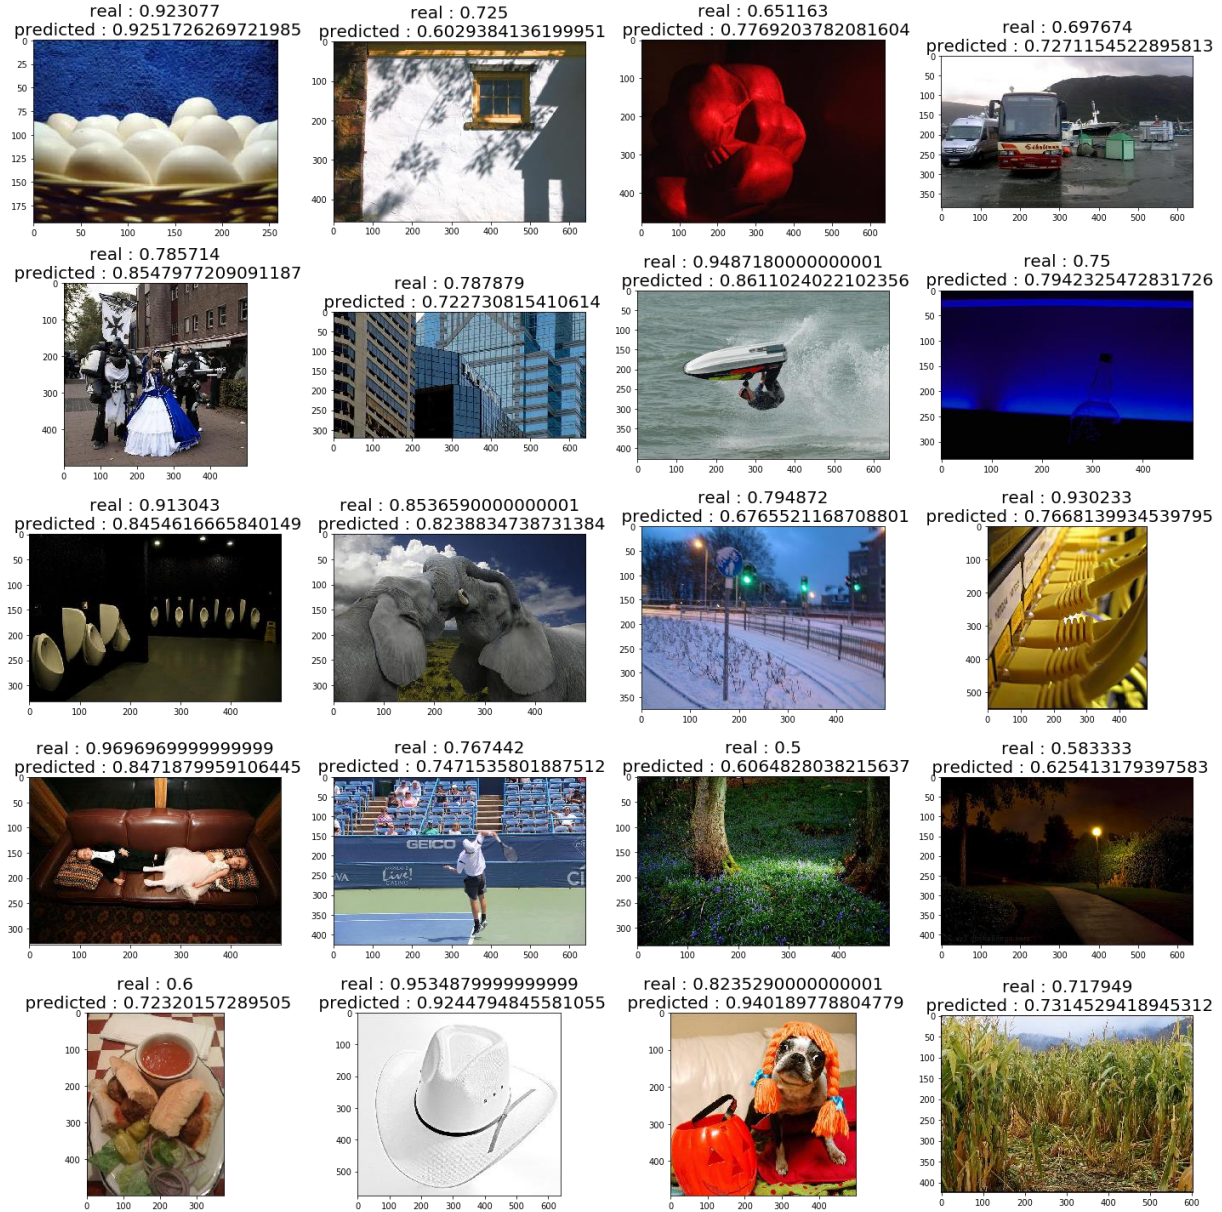 real : 0.923077
predicted : 0.9251726269721985
real : 0.725
predicted : 0.6029384136199951
real : 0.651163
predicted : 0.7769203782081604
real : 0.697674
predicted : 0.7271154522895813
real : 0.785714
predicted : 0.8547977209091187
real : 0.787879
predicted : 0.722730815410614
real : 0.9487180000000001
predicted : 0.8611024022102356
real : 0.75
predicted : 0.7942325472831726
real : 0.913043
predicted : 0.8454616665840149
real : 0.8536590000000001
predicted : 0.8238834738731384
real : 0.794872
predicted : 0.6765521168708801
real : 0.930233
predicted : 0.7668139934539795
real : 0.9696969999999999
predicted : 0.8471879959106445
real : 0.767442
predicted : 0.7471535801887512
GEICO
Live!
real : 0.5
predicted : 0.6064828038215637
real : 0.583333
predicted : 0.625413179397583
real : 0.6
predicted : 0.72320157289505
real : 0.9534879999999999
predicted : 0.9244794845581055
real : 0.8235290000000001
predicted : 0.940189778804779
real : 0.717949
predicted : 0.7314529418945312